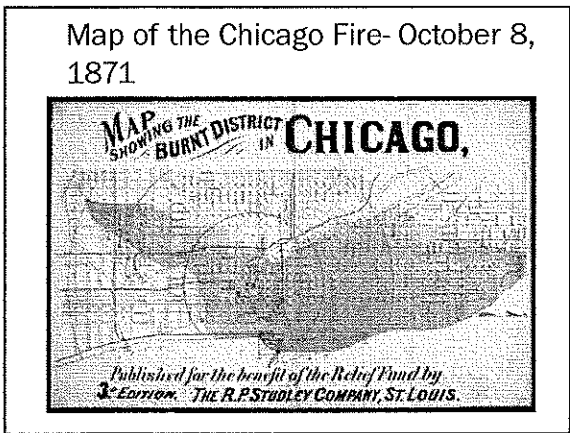 Map of the Chicago Fire- October 8,
1871
MAP
SHOWING THE
BURNT DISTRICT
IN CHICAGO,
Published for the benefit of the Relief Fund by
3d EDITION. THE R.P. STUDLEY COMPANY, ST. LOUIS.